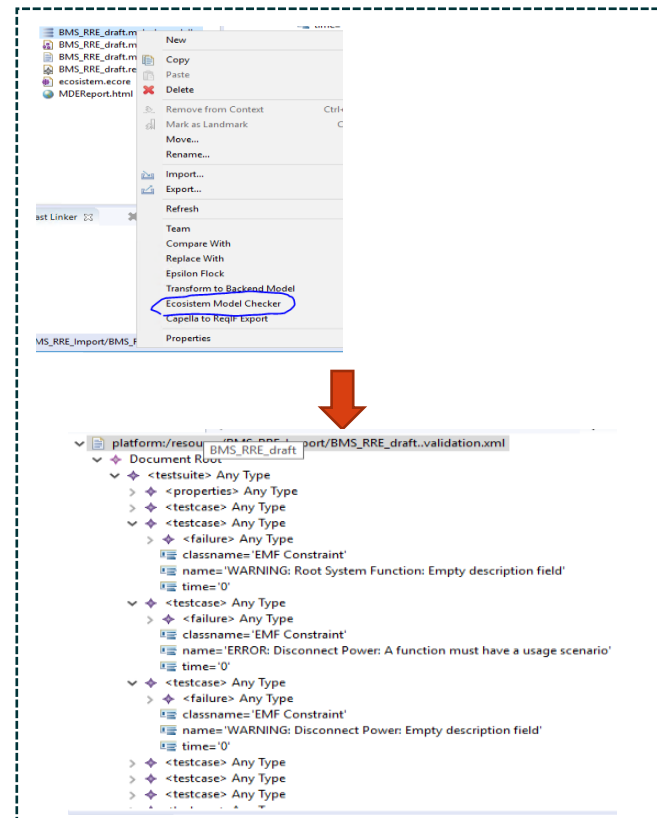 BMS_RRE_draft.m
BMS_RRE_draft.m
BMS_RRE_draft.m
BMS_RRE_draft.re
ecosistem.ecore
MDEReport.html
time=
New
Copy
Paste
Delete
Remove from Context Ctrl+
Mark as Landmark C
Move...
Rename...
Import...
Export...
Refresh
Team
Compare With
Replace With
Epsilon Flock
Transform to Backend Model
Ecosistem Model Checker
Capella to ReqIF Export
Properties
ast Linker
MS_RRE_Import/BMS_F
platform:/resou port/BMS_RRE_draft..validation.xml
BMS_RRE_draft
Document Root
<testsuite> Any Type
<properties> Any Type
<testcase> Any Type
<testcase> Any Type
<failure> Any Type
classname='EMF Constraint'
name='WARNING: Root System Function: Empty description field'
time='0'
<testcase> Any Type
<failure> Any Type
classname='EMF Constraint'
name='ERROR: Disconnect Power: A function must have a usage scenario'
time='0'
<testcase> Any Type
<failure> Any Type
classname='EMF Constraint'
name='WARNING: Disconnect Power: Empty description field'
time='0'
<testcase> Any Type
<testcase> Any Type
<testcase> Any Type